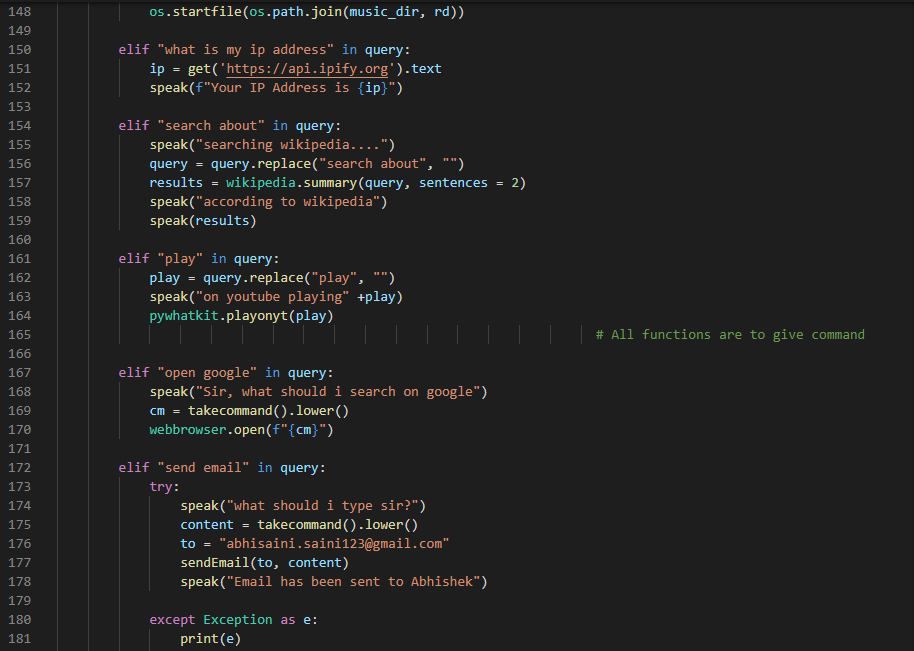 148 os.startfile(os.path.join(music_dir, rd))
149
150 elif "what is my ip address" in query:
151 ip = get('https://api.ipify.org').text
152 speak(f"Your IP Address is {ip}")
153
154 elif "search about" in query:
155 speak("searching wikipedia....")
156 query = query.replace("search about", "")
157 results = wikipedia.summary(query, sentences = 2)
158 speak("according to wikipedia")
159 speak(results)
160
161 elif "play" in query:
162 play = query.replace("play", "")
163 speak("on youtube playing" +play)
164 pywhatkit.playonyt(play)
165 # All functions are to give command
166
167 elif "open google" in query:
168 speak("Sir, what should i search on google")
169 cm = takecommand().lower()
170 webbrowser.open(f"{cm}")
171
172 elif "send email" in query:
173 try:
174 speak("what should i type sir?")
175 content = takecommand().lower()
176 to = "abhisaini.saini123@gmail.com"
177 sendEmail(to, content)
178 speak("Email has been sent to Abhishek")
179
180 except Exception as e:
181 print(e)